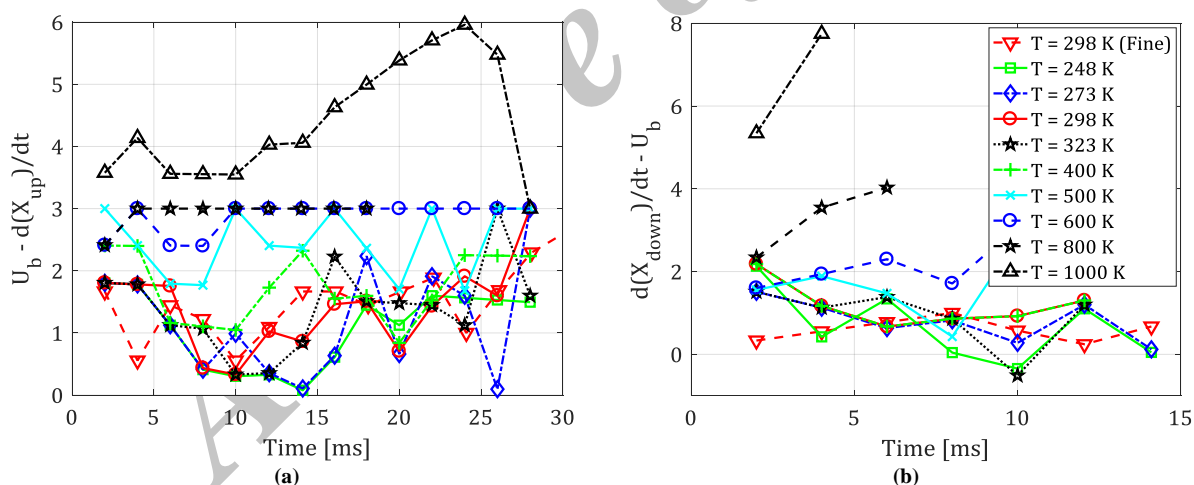 U_b - d(X_up)/dt
6
5
4
3
2
1
0
0 5 10 15 20 25 30
Time [ms]
(a)
d(X_down)/dt - U_b
8
6
4
2
0
0 5 10 15
Time [ms]
(b)
T = 298 K (Fine)
T = 248 K
T = 273 K
T = 298 K
T = 323 K
T = 400 K
T = 500 K
T = 600 K
T = 800 K
T = 1000 K